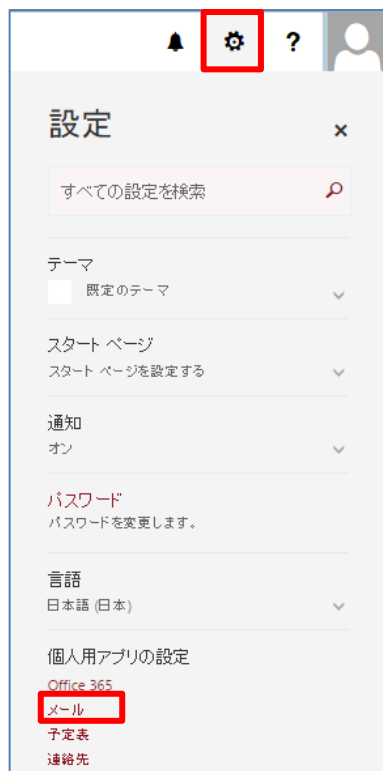 ?
設定
×
すべての設定を検索
テーマ
既定のテーマ
スタート ページ
スタート ページを設定する
通知
オン
パスワード
パスワードを変更します。
言語
日本語 (日本)
個人用アプリの設定
Office 365
メール
予定表
連絡先